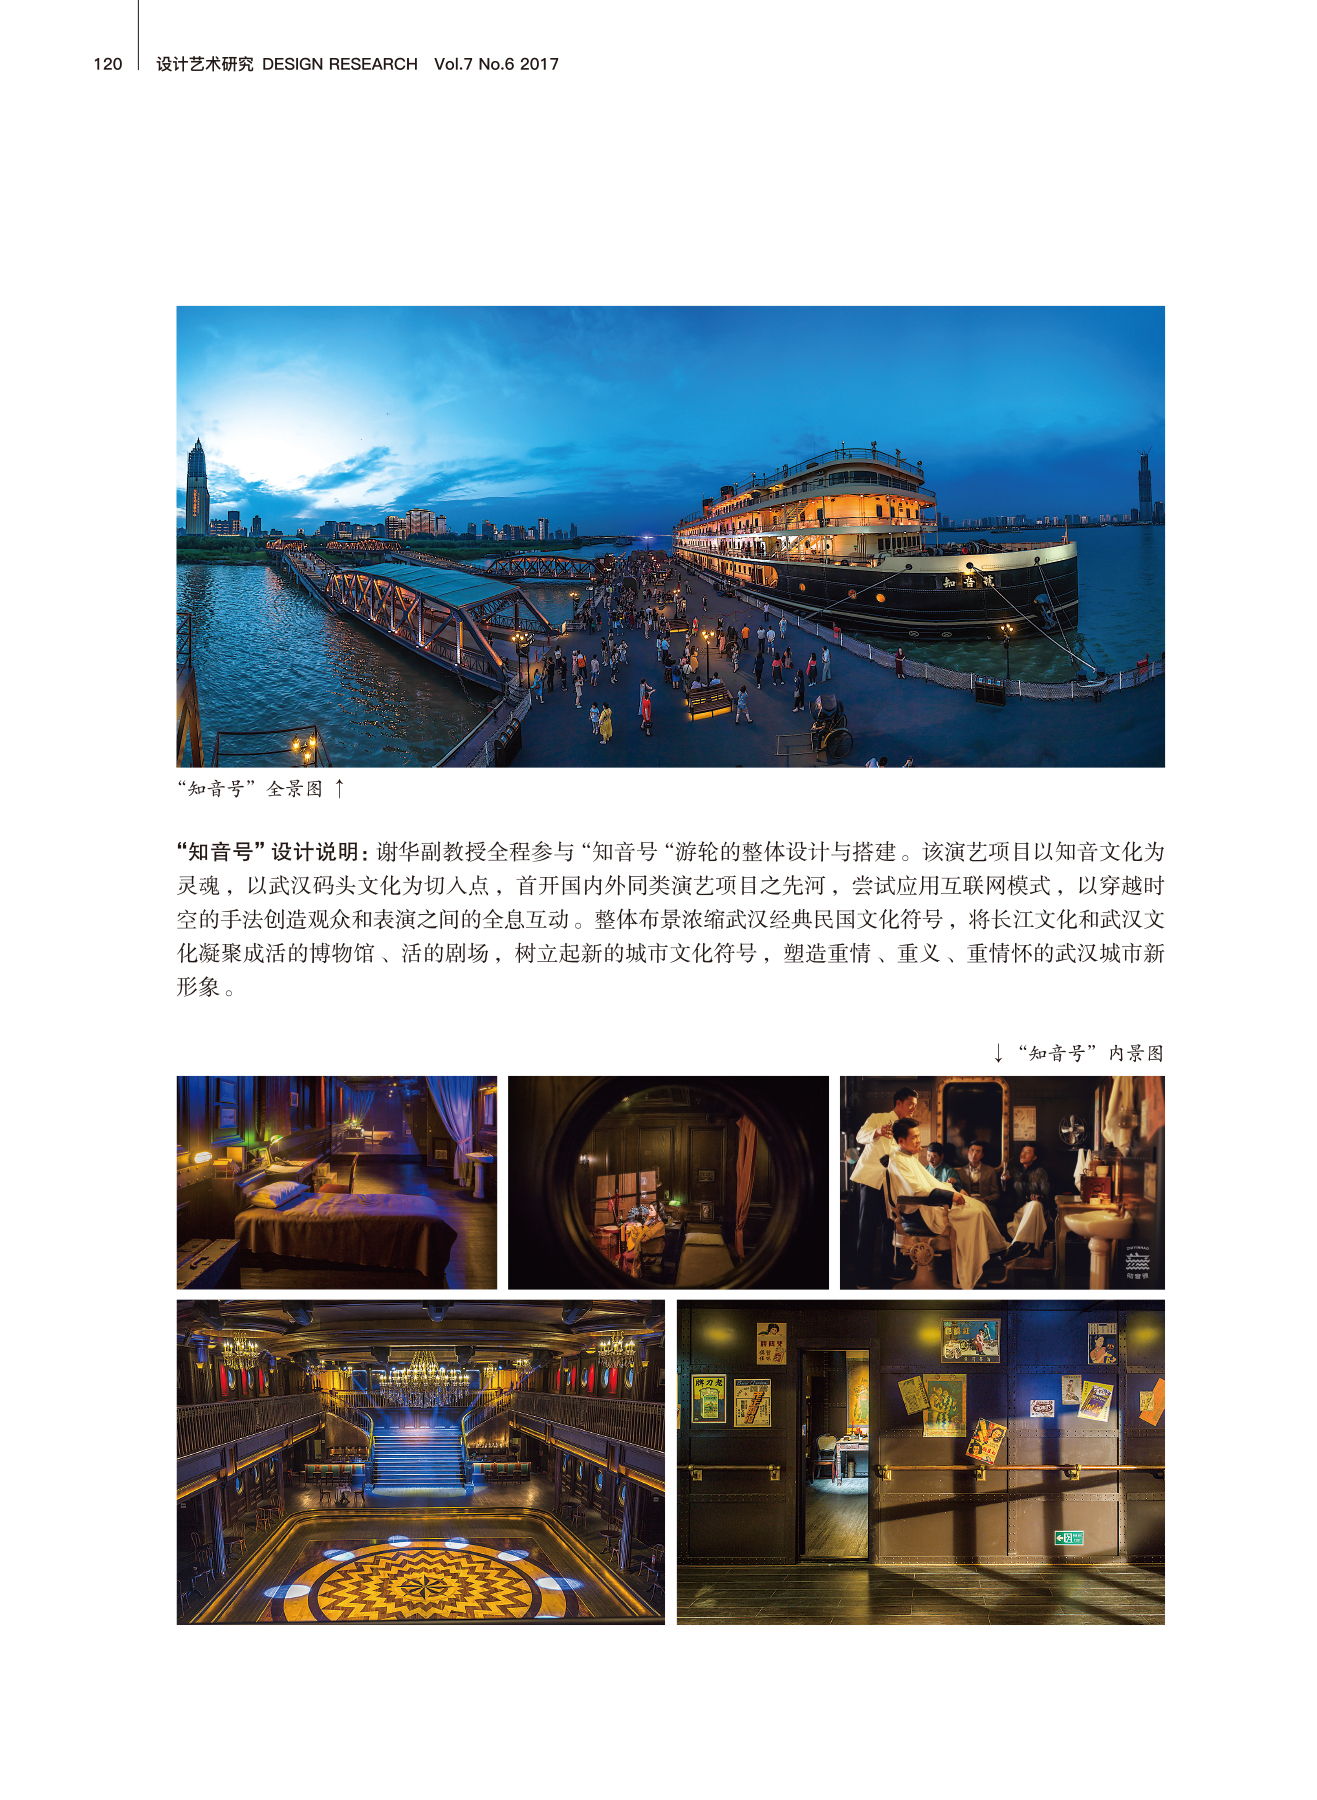 120
设计艺术研究 DESIGN RESEARCH Vol.7 No.6 2017
知音號
“知音号”全景图 ↑
“知音号”设计说明：谢华副教授全程参与“知音号“游轮的整体设计与搭建。该演艺项目以知音文化为
灵魂，以武汉码头文化为切入点，首开国内外同类演艺项目之先河，尝试应用互联网模式，以穿越时
空的手法创造观众和表演之间的全息互动。整体布景浓缩武汉经典民国文化符号，将长江文化和武汉文
化凝聚成活的博物馆、活的剧场，树立起新的城市文化符号，塑造重情、重义、重情怀的武汉城市新
形象。
↓ “知音号”内景图
ZHIYINHAO
知音號
牌刀老